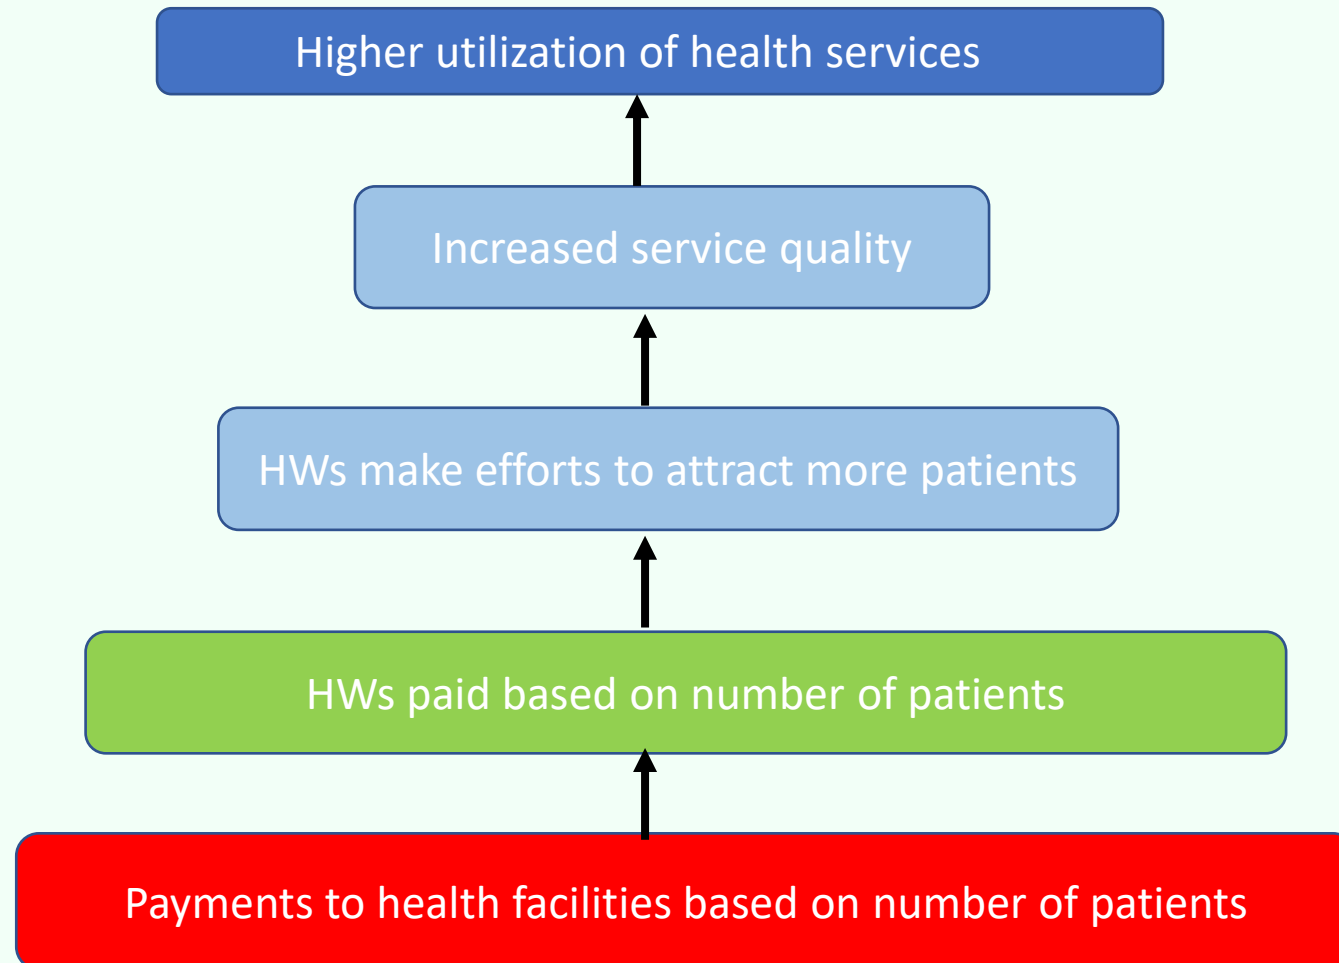 Higher utilization of health services
Increased service quality
HWs make efforts to attract more patients
HWs paid based on number of patients
Payments to health facilities based on number of patients